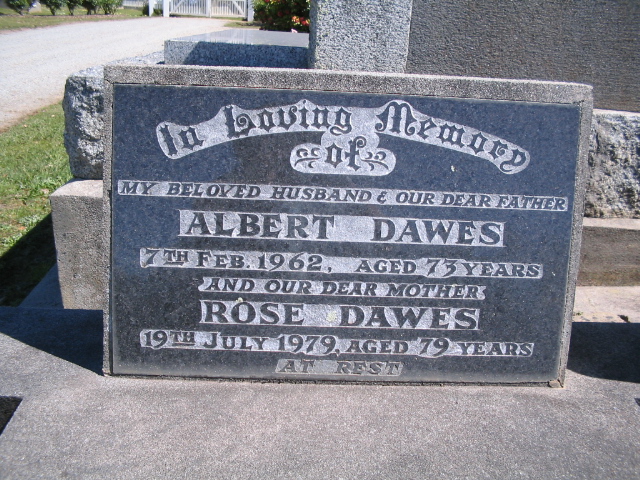 In Loving Memory
of
MY BELOVED HUSBAND & OUR DEAR FATHER
ALBERT DAWES
7TH FEB. 1962, AGED 73 YEARS
AND OUR DEAR MOTHER
ROSE DAWES
19TH JULY 1979, AGED 79 YEARS
AT REST